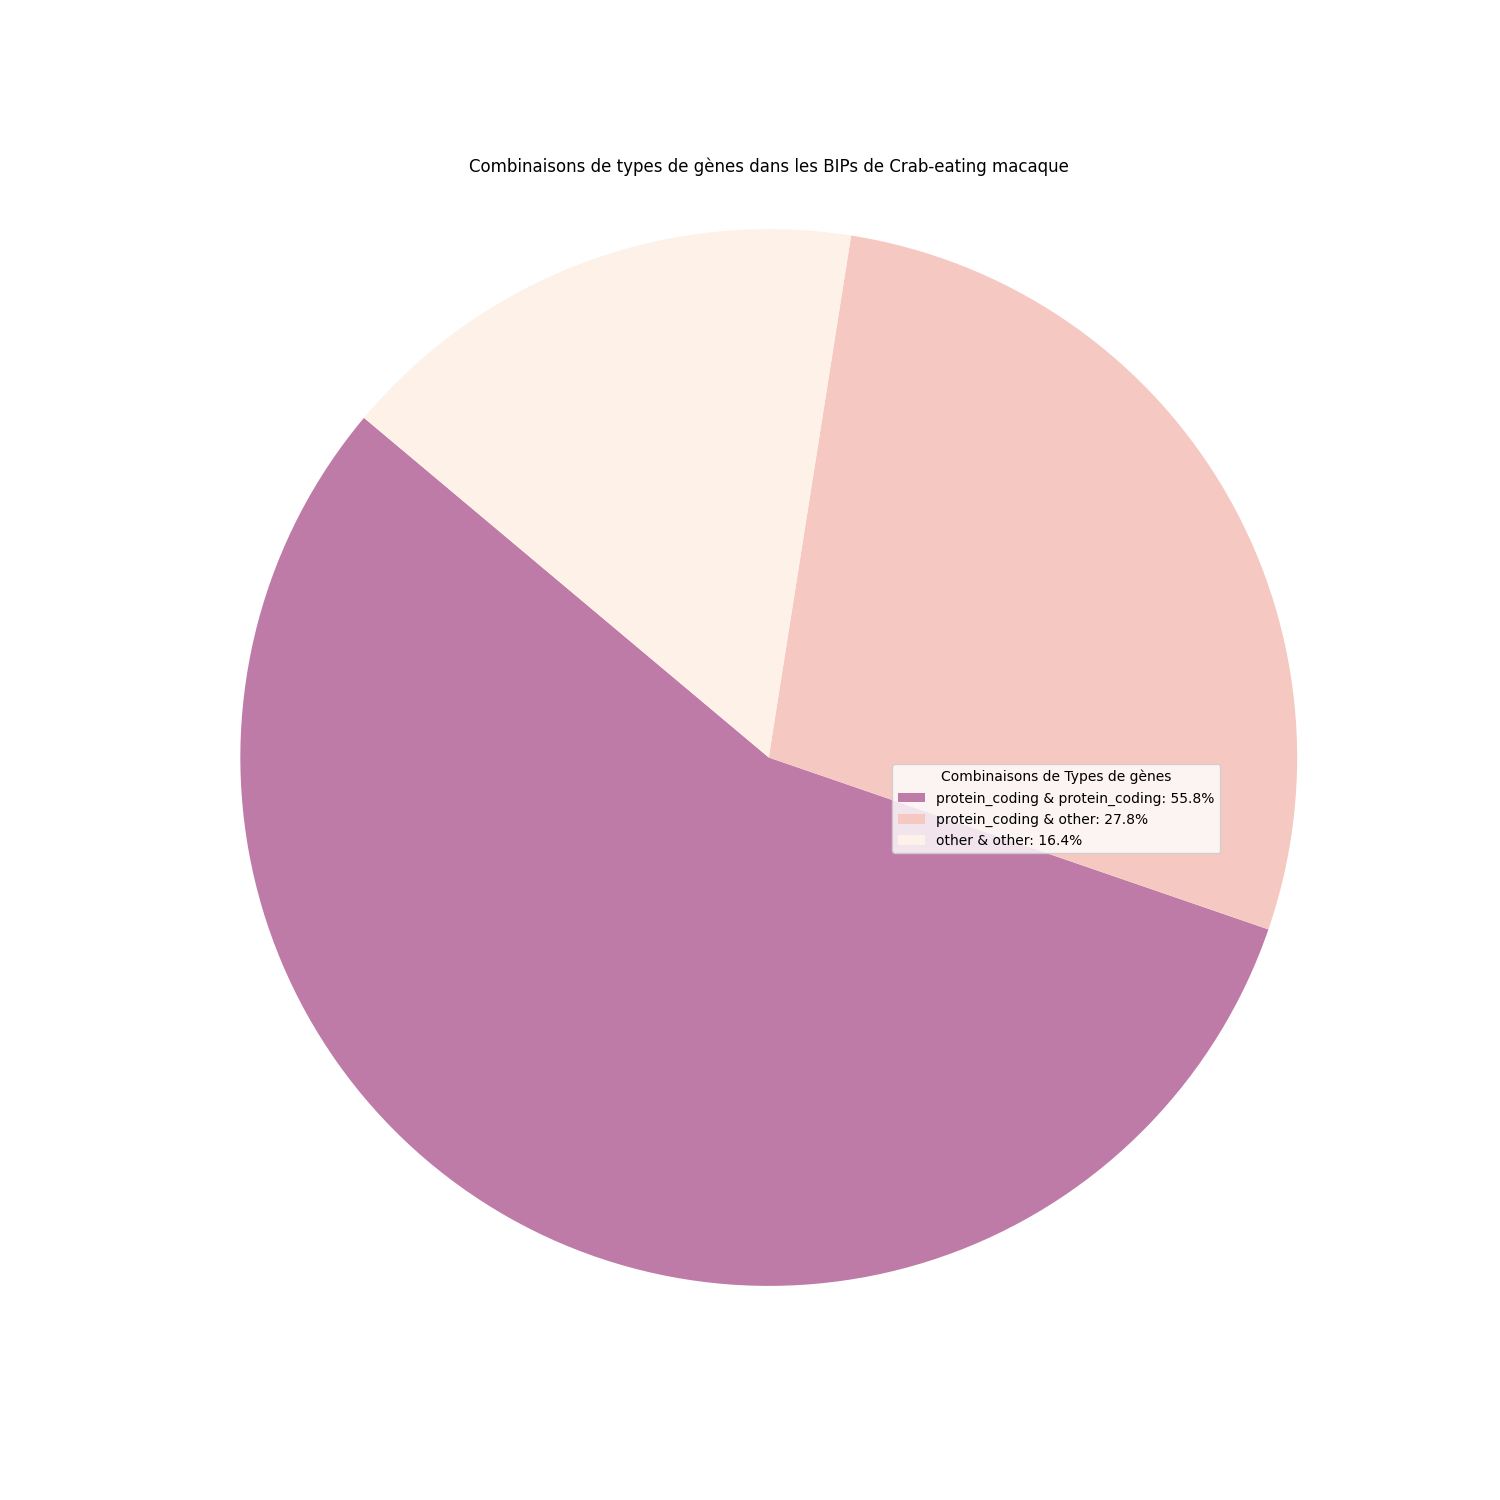 Combinaisons de types de gènes dans les BIPs de Crab-eating macaque
Combinaisons de Types de gènes
protein_coding & protein_coding: 55.8%
protein_coding & other: 27.8%
other & other: 16.4%